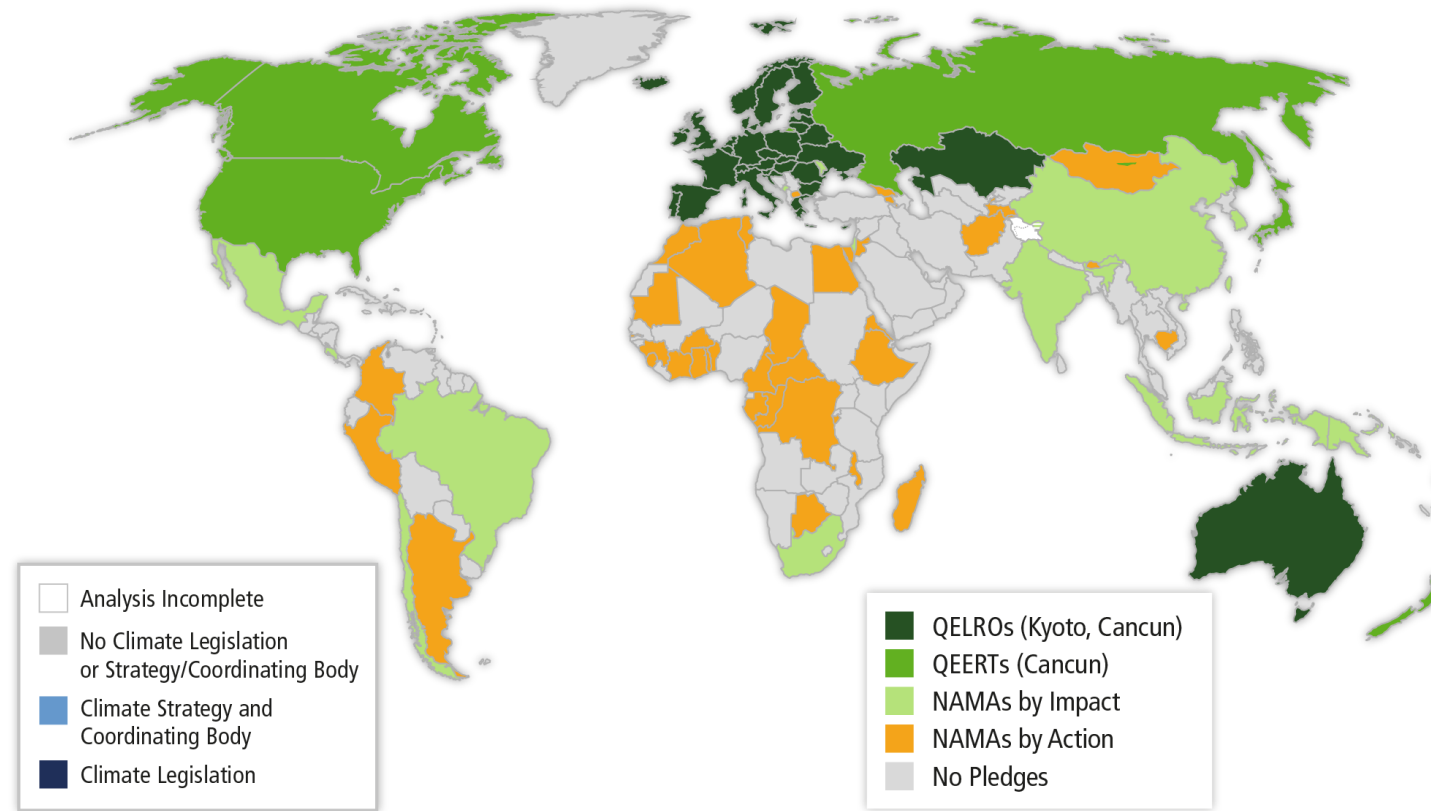 Analysis Incomplete
No Climate Legislation
or Strategy/Coordinating Body
Climate Strategy and
Coordinating Body
Climate Legislation
QELROs (Kyoto, Cancun)
QEERTs (Cancun)
NAMAs by Impact
NAMAs by Action
No Pledges